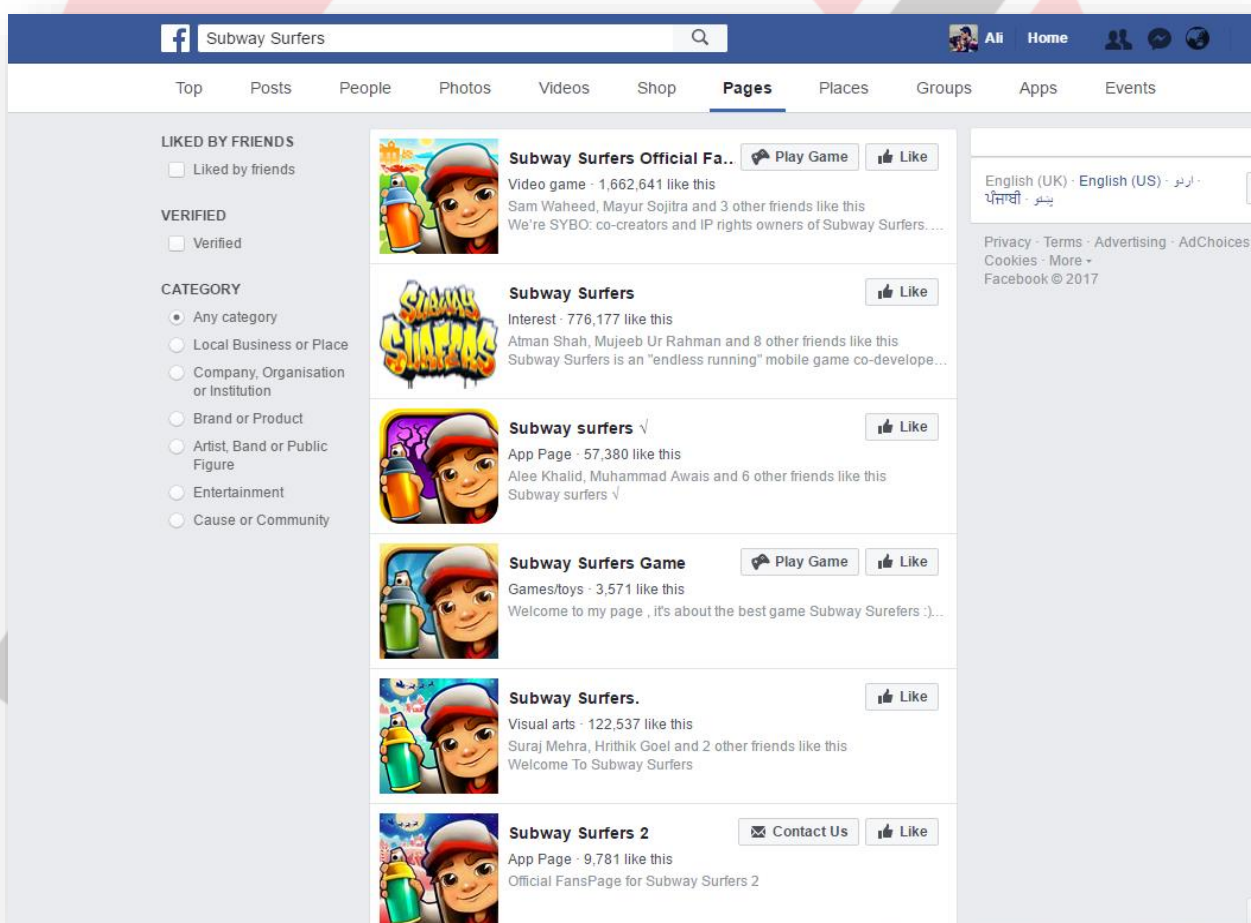 f Subway Surfers
Ali Home
Top Posts People Photos Videos Shop Pages Places Groups Apps Events
LIKED BY FRIENDS
Liked by friends
VERIFIED
Verified
CATEGORY
Any category
Local Business or Place
Company, Organisation
or Institution
Brand or Product
Artist, Band or Public
Figure
Entertainment
Cause or Community
Subway Surfers Official Fa... Play Game Like
Video game · 1,662,641 like this
Sam Waheed, Mayur Sojitra and 3 other friends like this
We're SYBO: co-creators and IP rights owners of Subway Surfers. ...
SUBWAY
SURFERS
Subway Surfers Like
Interest · 776,177 like this
Atman Shah, Mujeeb Ur Rahman and 8 other friends like this
Subway Surfers is an "endless running" mobile game co-develope...
Subway surfers √ Like
App Page · 57,380 like this
Alee Khalid, Muhammad Awais and 6 other friends like this
Subway surfers √
Subway Surfers Game Play Game Like
Games/toys · 3,571 like this
Welcome to my page , it's about the best game Subway Surefers :)...
Subway Surfers. Like
Visual arts · 122,537 like this
Suraj Mehra, Hrithik Goel and 2 other friends like this
Welcome To Subway Surfers
Subway Surfers 2 Contact Us Like
App Page · 9,781 like this
Official FansPage for Subway Surfers 2
English (UK) · English (US) · اردو ·
ਪੰਜਾਬੀ · پښتو
Privacy · Terms · Advertising · AdChoices
Cookies · More
Facebook © 2017